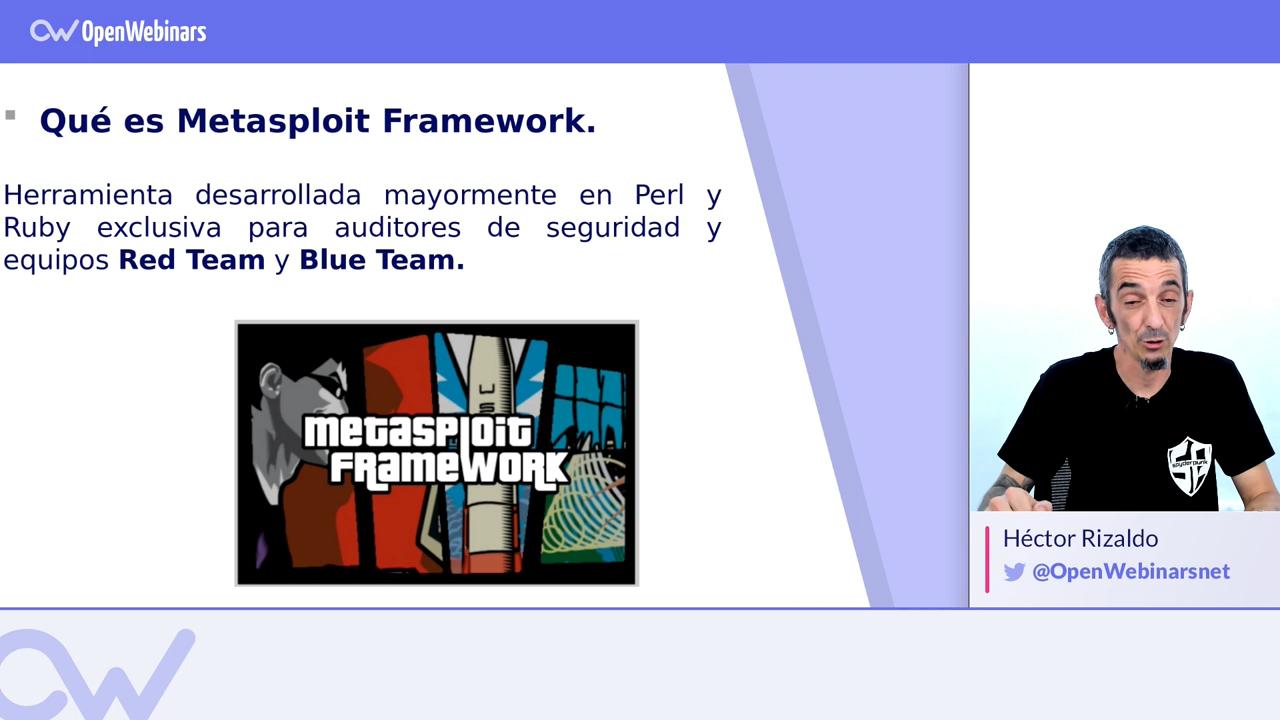 OpenWebinars
Qué es Metasploit Framework.
Herramienta desarrollada mayormente en Perl y
Ruby exclusiva para auditores de seguridad y
equipos Red Team y Blue Team.
metasploit
Framework
spyderpunk
Héctor Rizaldo
@OpenWebinarsnet